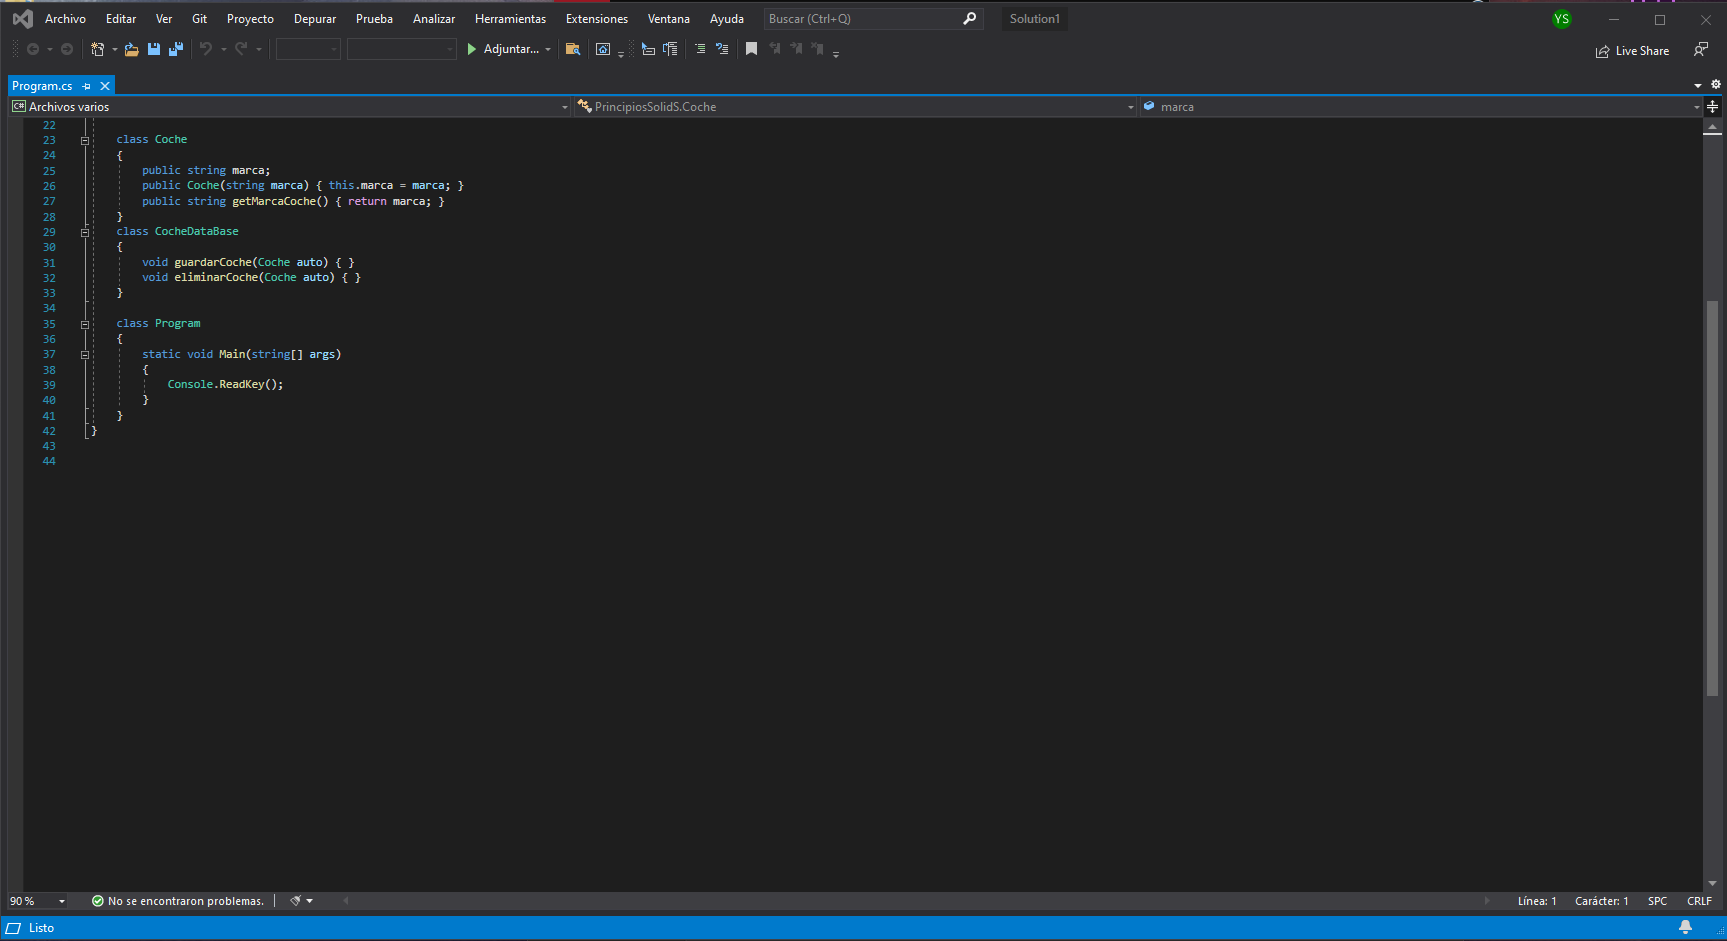 Archivo Editar Ver Git Proyecto Depurar Prueba Analizar Herramientas Extensiones Ventana Ayuda Buscar (Ctrl+Q) Solution1 YS
Adjuntar... Live Share
Program.cs
C# Archivos varios PrincipiosSolidS.Coche marca
22
23 class Coche
24 {
25 public string marca;
26 public Coche(string marca) { this.marca = marca; }
27 public string getMarcaCoche() { return marca; }
28 }
29 class CocheDataBase
30 {
31 void guardarCoche(Coche auto) { }
32 void eliminarCoche(Coche auto) { }
33 }
34
35 class Program
36 {
37 static void Main(string[] args)
38 {
39 Console.ReadKey();
40 }
41 }
42 }
43
44
90 % No se encontraron problemas. Línea: 1 Carácter: 1 SPC CRLF
Listo